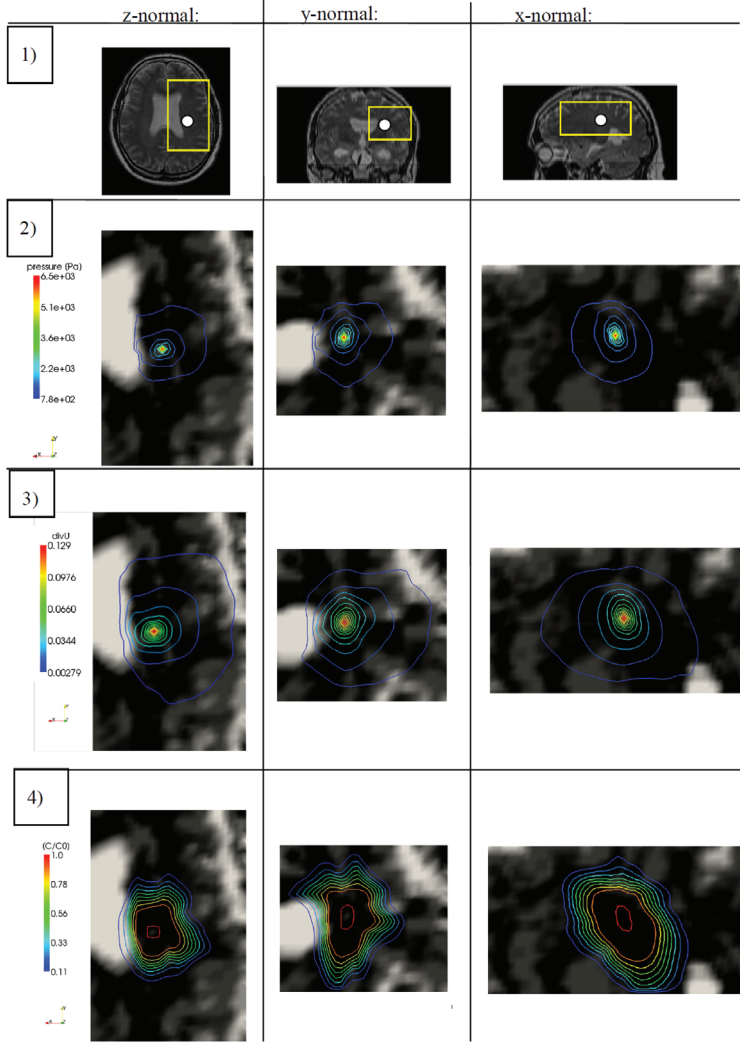 z-normal: y-normal: x-normal:
1)
2)
pressure (Pa)
6.5e+03
5.1e+03
3.6e+03
2.2e+03
7.8e+02
Y
X Z
3)
divU
0.129
0.0976
0.0660
0.0344
0.00279
4)
(C/C0)
1.0
0.78
0.56
0.33
0.11
Y
X Z